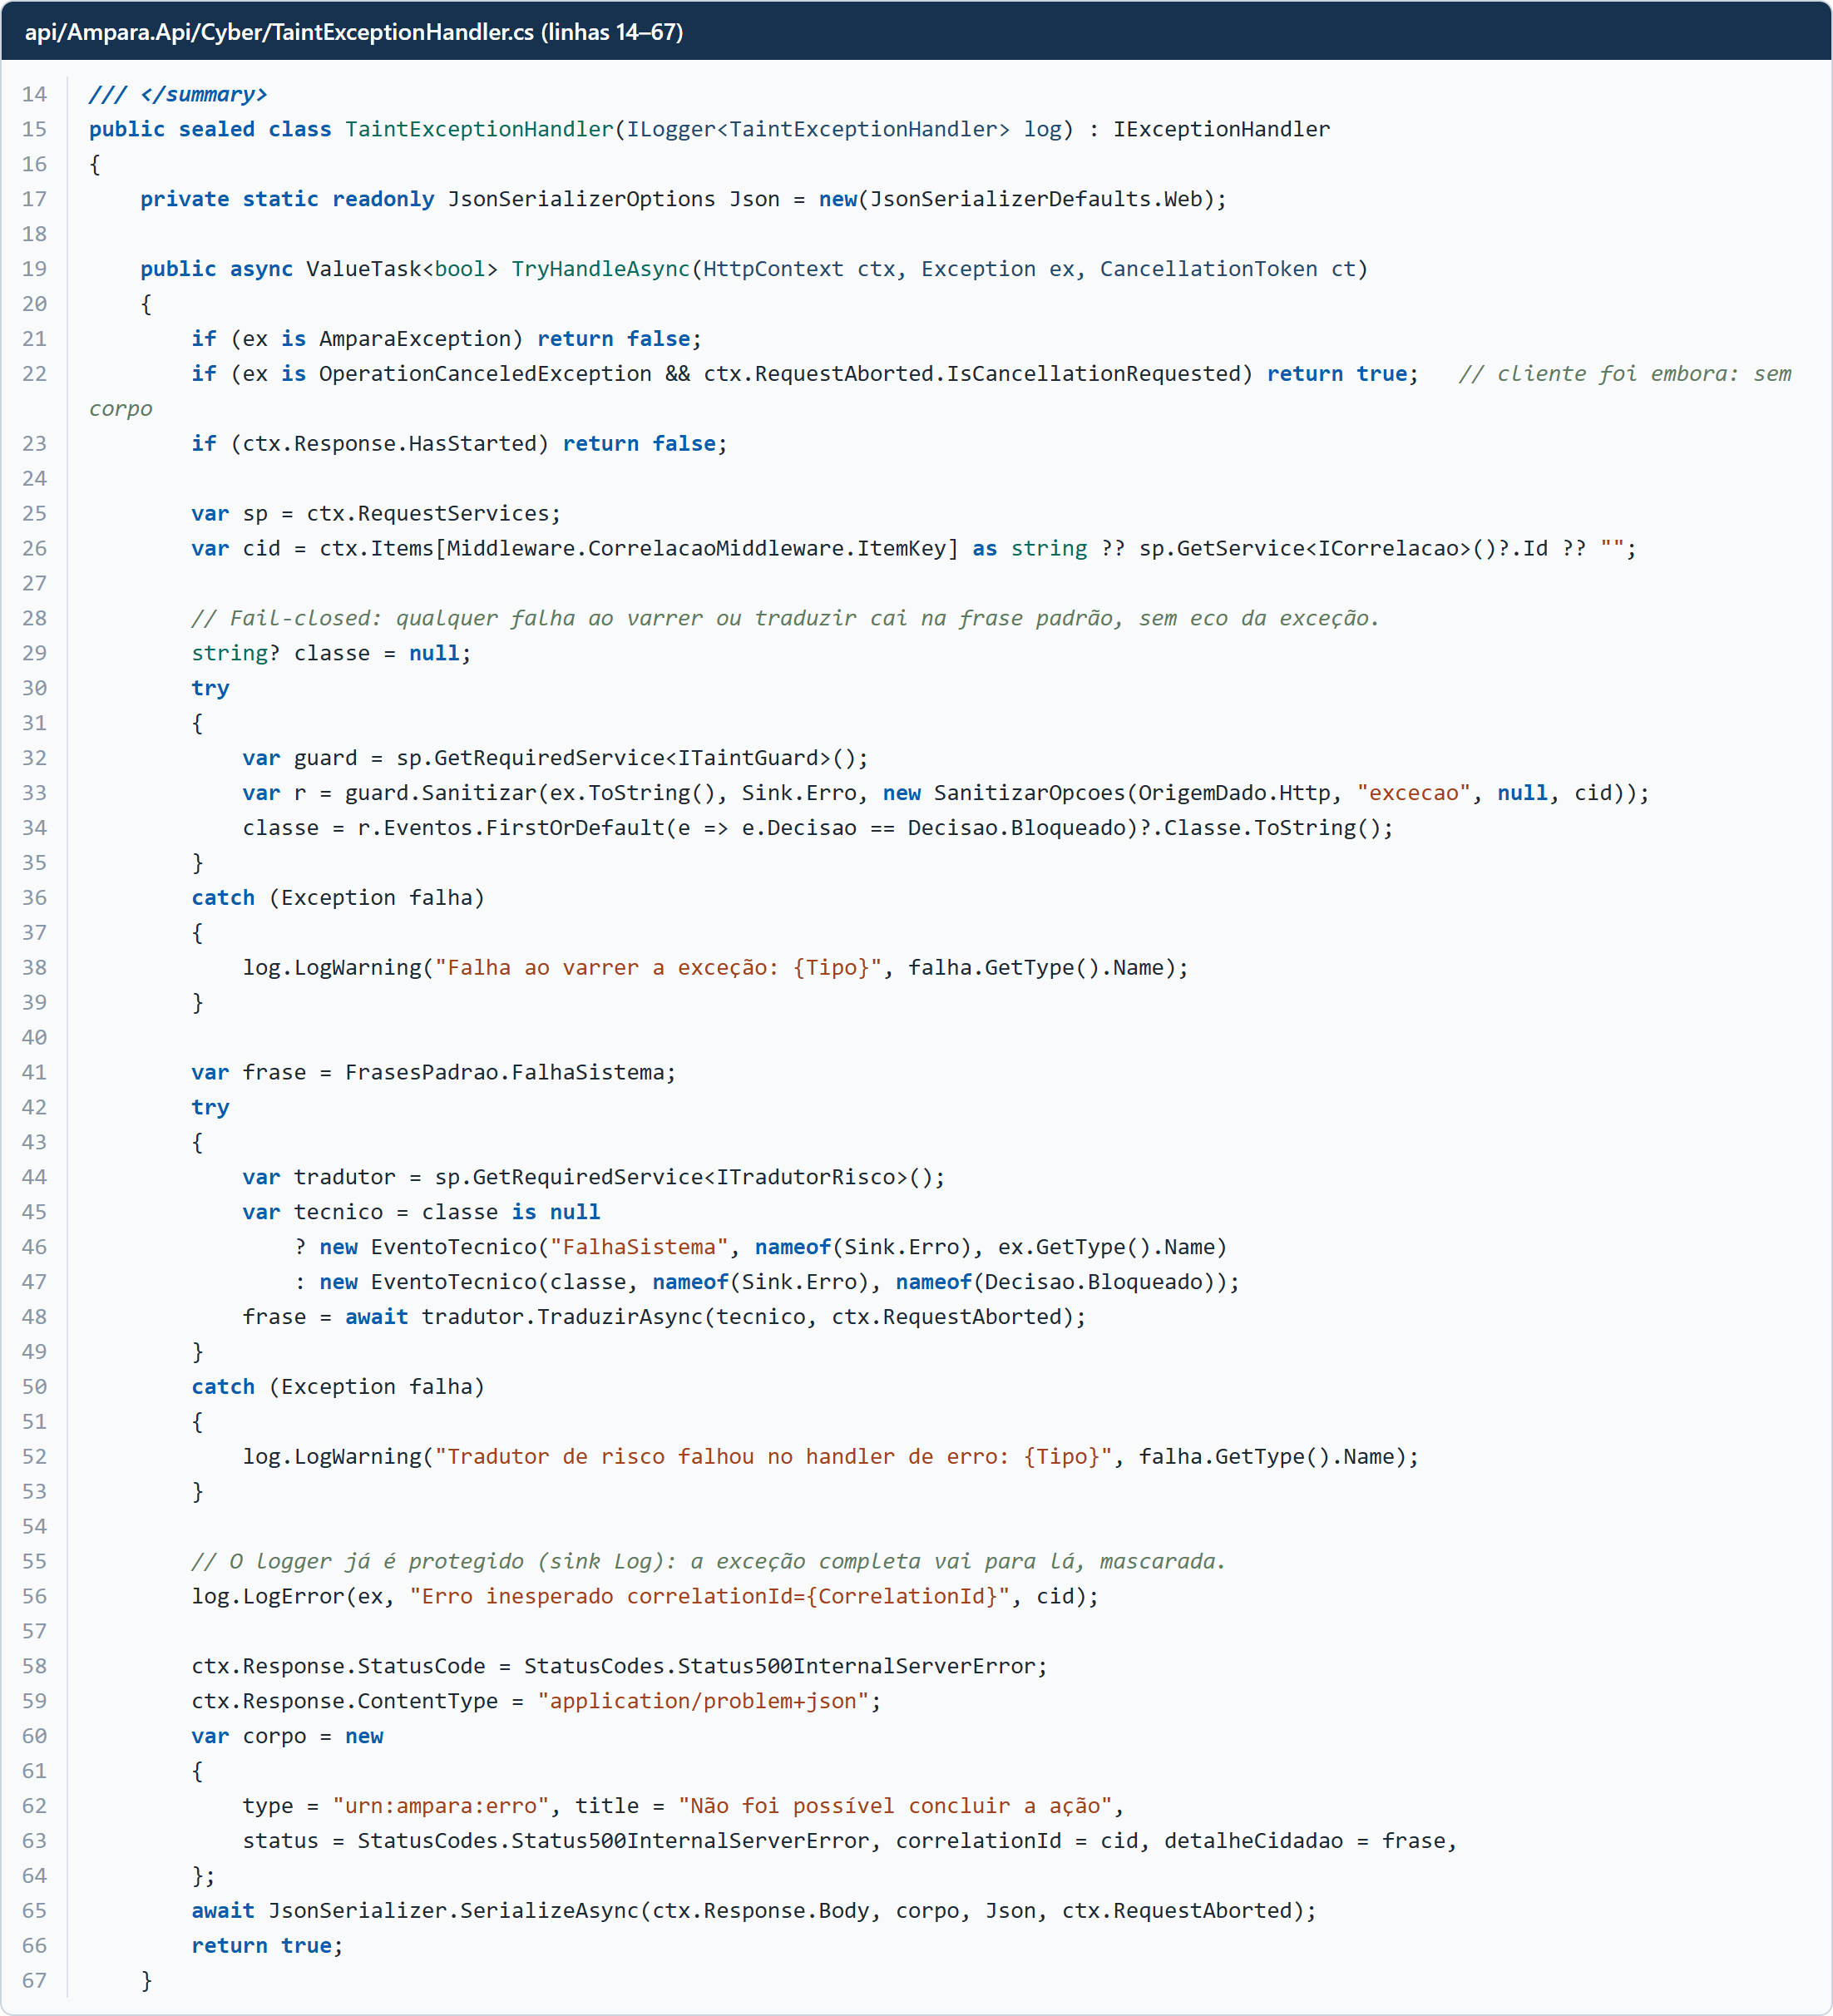 api/Ampara.Api/Cyber/TaintExceptionHandler.cs (linhas 14–67)
14 /// </summary>
15 public sealed class TaintExceptionHandler(ILogger<TaintExceptionHandler> log) : IExceptionHandler
16 {
17     private static readonly JsonSerializerOptions Json = new(JsonSerializerDefaults.Web);
18
19     public async ValueTask<bool> TryHandleAsync(HttpContext ctx, Exception ex, CancellationToken ct)
20     {
21         if (ex is AmparaException) return false;
22         if (ex is OperationCanceledException && ctx.RequestAborted.IsCancellationRequested) return true;   // cliente foi embora: sem
corpo
23         if (ctx.Response.HasStarted) return false;
24
25         var sp = ctx.RequestServices;
26         var cid = ctx.Items[Middleware.CorrelacaoMiddleware.ItemKey] as string ?? sp.GetService<ICorrelacao>()?.Id ?? "";
27
28         // Fail-closed: qualquer falha ao varrer ou traduzir cai na frase padrão, sem eco da exceção.
29         string? classe = null;
30         try
31         {
32             var guard = sp.GetRequiredService<ITaintGuard>();
33             var r = guard.Sanitizar(ex.ToString(), Sink.Erro, new SanitizarOpcoes(OrigemDado.Http, "excecao", null, cid));
34             classe = r.Eventos.FirstOrDefault(e => e.Decisao == Decisao.Bloqueado)?.Classe.ToString();
35         }
36         catch (Exception falha)
37         {
38             log.LogWarning("Falha ao varrer a exceção: {Tipo}", falha.GetType().Name);
39         }
40
41         var frase = FrasesPadrao.FalhaSistema;
42         try
43         {
44             var tradutor = sp.GetRequiredService<ITradutorRisco>();
45             var tecnico = classe is null
46                 ? new EventoTecnico("FalhaSistema", nameof(Sink.Erro), ex.GetType().Name)
47                 : new EventoTecnico(classe, nameof(Sink.Erro), nameof(Decisao.Bloqueado));
48             frase = await tradutor.TraduzirAsync(tecnico, ctx.RequestAborted);
49         }
50         catch (Exception falha)
51         {
52             log.LogWarning("Tradutor de risco falhou no handler de erro: {Tipo}", falha.GetType().Name);
53         }
54
55         // O logger já é protegido (sink Log): a exceção completa vai para lá, mascarada.
56         log.LogError(ex, "Erro inesperado correlationId={CorrelationId}", cid);
57
58         ctx.Response.StatusCode = StatusCodes.Status500InternalServerError;
59         ctx.Response.ContentType = "application/problem+json";
60         var corpo = new
61         {
62             type = "urn:ampara:erro", title = "Não foi possível concluir a ação",
63             status = StatusCodes.Status500InternalServerError, correlationId = cid, detalheCidadao = frase,
64         };
65         await JsonSerializer.SerializeAsync(ctx.Response.Body, corpo, Json, ctx.RequestAborted);
66         return true;
67     }